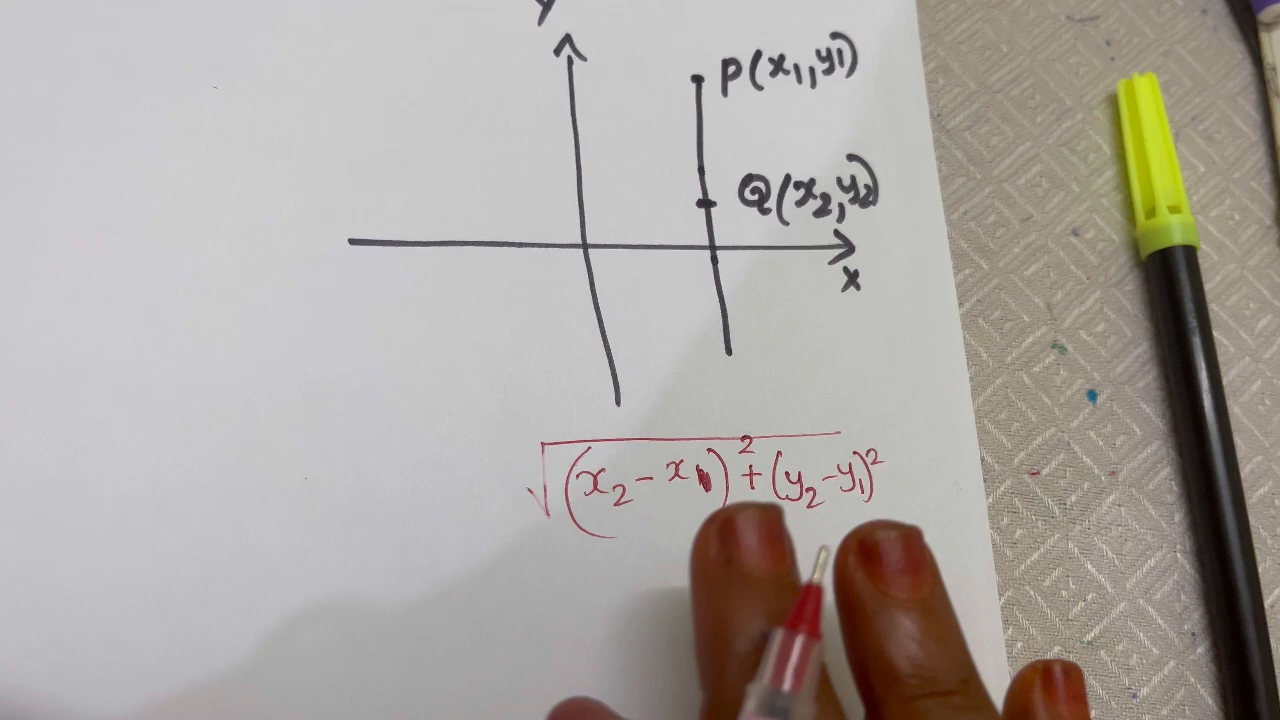 y
P(x₁,y1)
Q(x₂,y₂)
x
√(x₂-x₁)²+(y₂-y₁)²